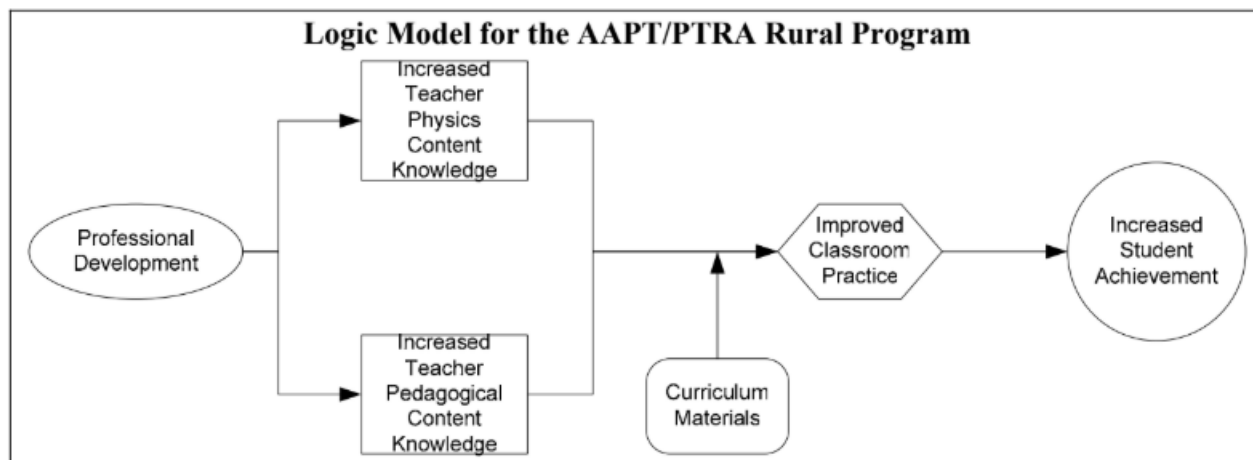 Logic Model for the AAPT/PTRA Rural Program
Increased
Teacher
Physics
Content
Knowledge
Professional
Development
Increased
Teacher
Pedagogical
Content
Knowledge
Curriculum
Materials
Improved
Classroom
Practice
Increased
Student
Achievement